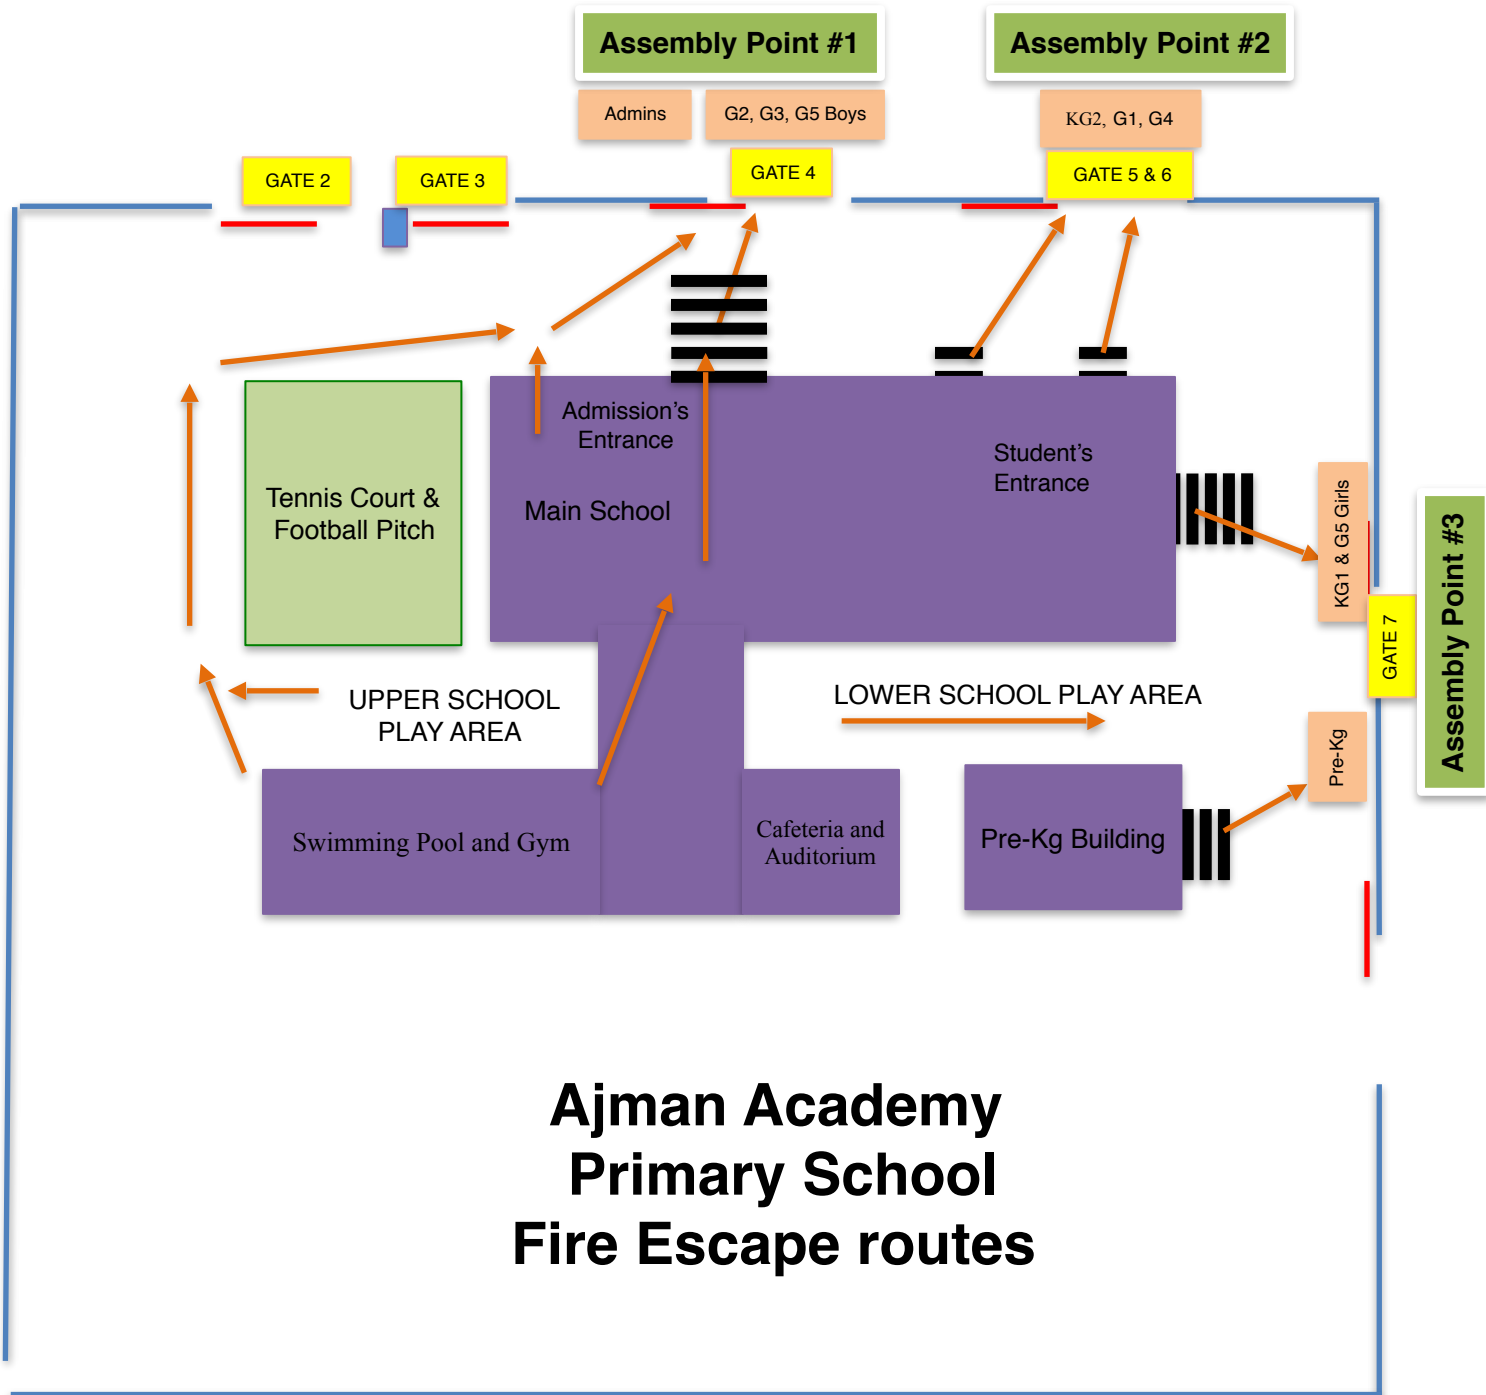 Assembly Point #1
Assembly Point #2
Admins
G2, G3, G5 Boys
KG2, G1, G4
GATE 2
GATE 3
GATE 4
GATE 5 & 6
Admission's
Entrance
Student's
Entrance
Main School
Tennis Court &
Football Pitch
KG1 & G5 Girls
Assembly Point #3
GATE 7
UPPER SCHOOL
PLAY AREA
LOWER SCHOOL PLAY AREA
Pre-Kg
Swimming Pool and Gym
Cafeteria and
Auditorium
Pre-Kg Building
Ajman Academy
Primary School
Fire Escape routes